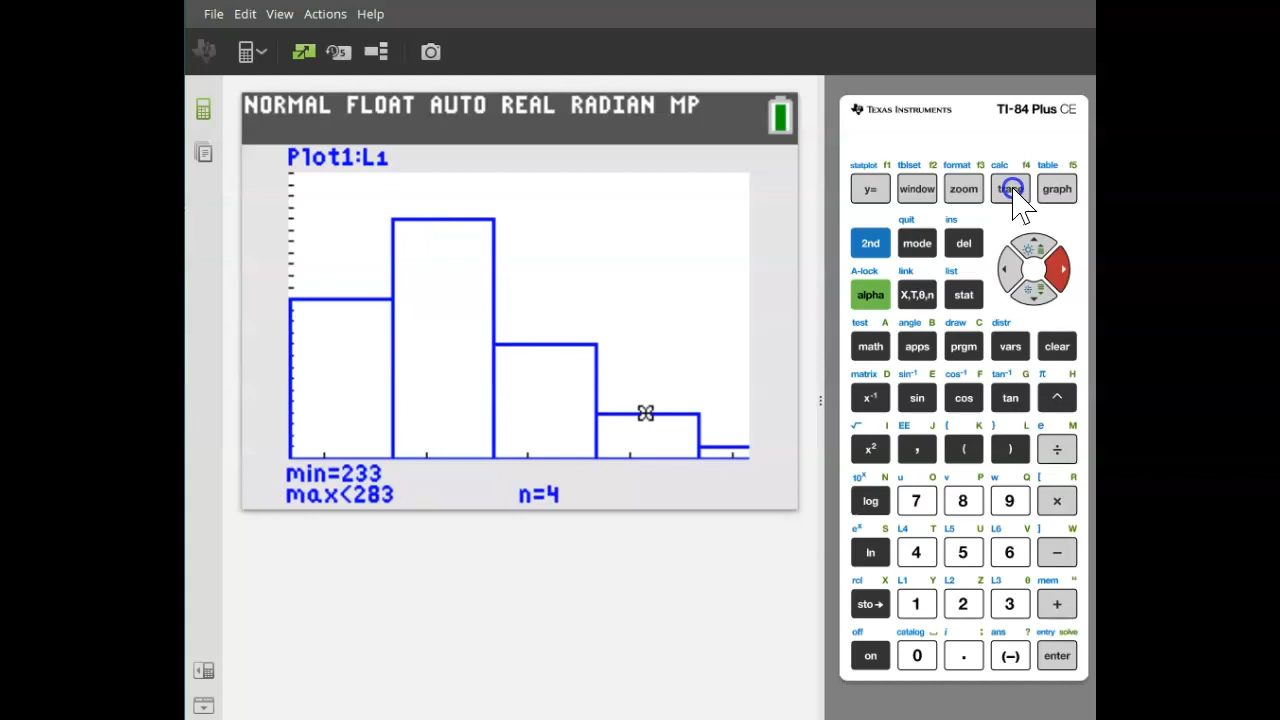 File Edit View Actions Help
NORMAL FLOAT AUTO REAL RADIAN MP
Plot1:L1
min=233
max<283 n=4
TEXAS INSTRUMENTS TI-84 Plus CE
statplot f1 tblset f2 format f3 calc f4 table f5
y= window zoom trace graph
quit ins
2nd mode del
A-lock link list
alpha X,T,θ,n stat
test A angle B draw C distr
math apps prgm vars clear
matrix D sin⁻¹ E cos⁻¹ F tan⁻¹ G π H
x⁻¹ sin cos tan ^
√ I EE J { K } L e M
x² , ( ) ÷
10ˣ N u O v P w Q [ R
log 7 8 9 ×
eˣ S L4 T L5 U L6 V ] W
ln 4 5 6 −
rcl X L1 Y L2 Z L3 θ mem "
sto→ 1 2 3 +
off catalog i : ans ? entry solve
on 0 . (−) enter